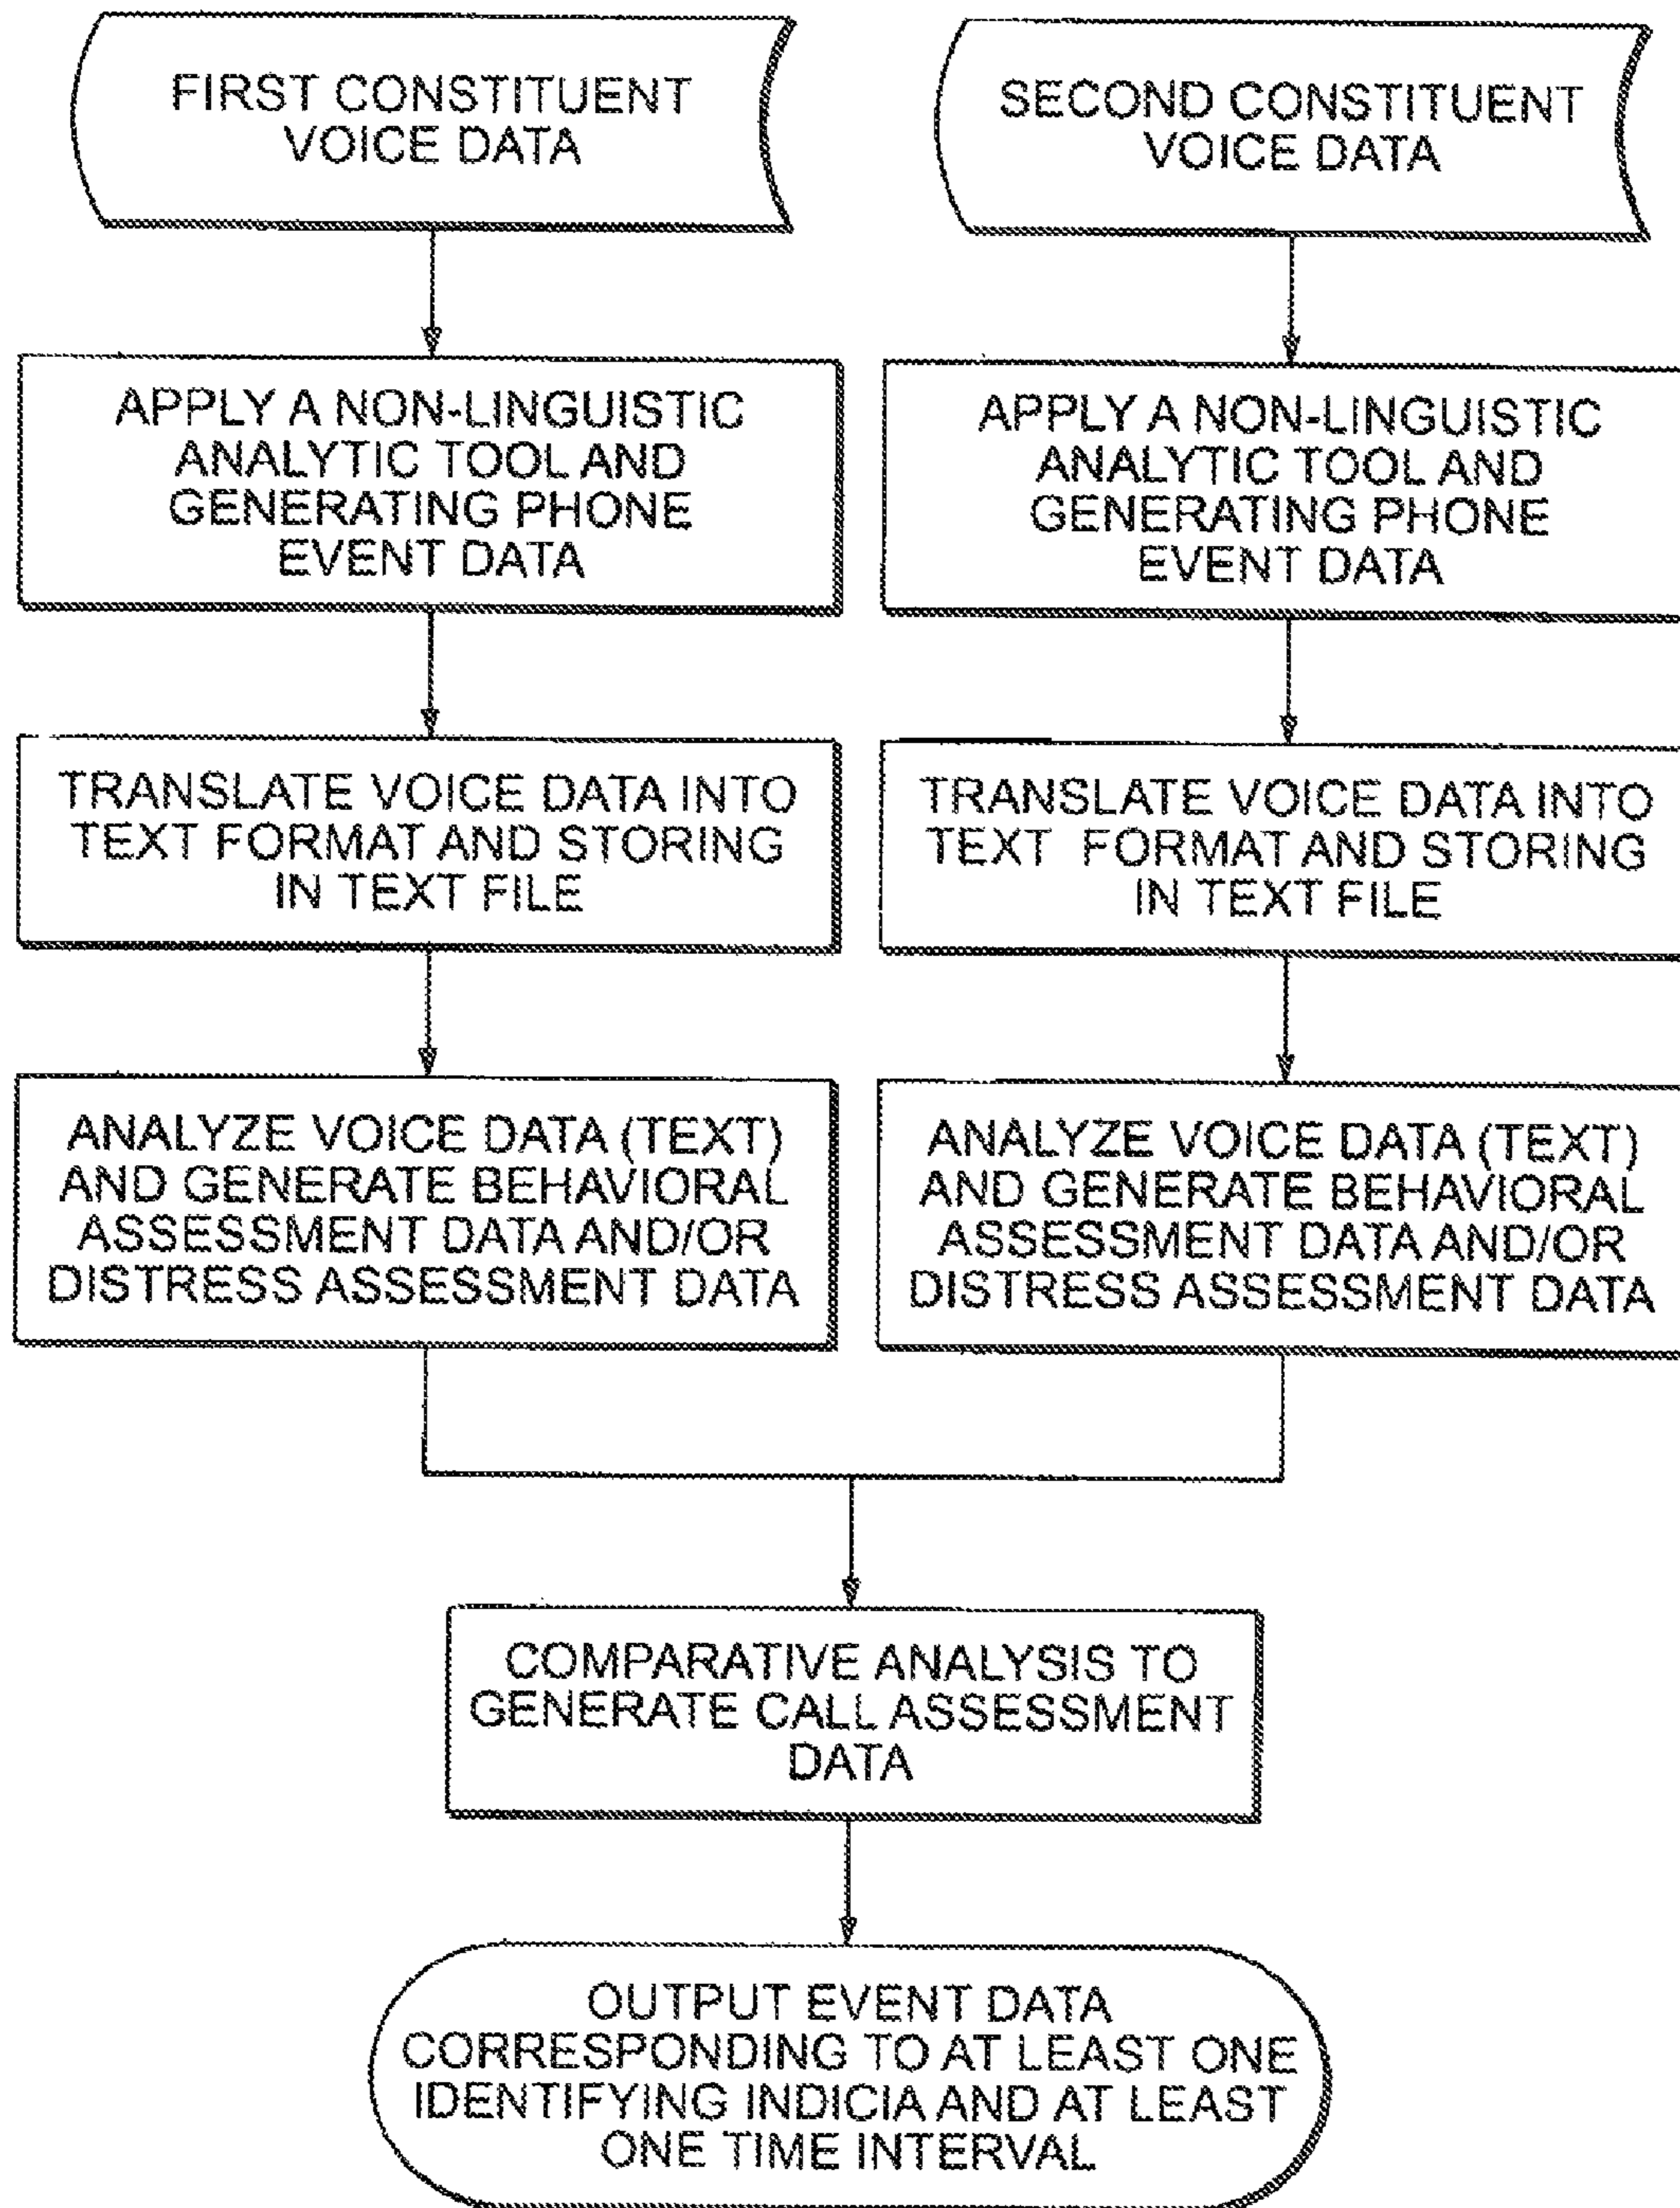 FIRST CONSTITUENT
VOICE DATA
SECOND CONSTITUENT
VOICE DATA
APPLY A NON-LINGUISTIC
ANALYTIC TOOL AND
GENERATING PHONE
EVENT DATA
APPLY A NON-LINGUISTIC
ANALYTIC TOOL AND
GENERATING PHONE
EVENT DATA
TRANSLATE VOICE DATA INTO
TEXT FORMAT AND STORING
IN TEXT FILE
TRANSLATE VOICE DATA INTO
TEXT FORMAT AND STORING
IN TEXT FILE
ANALYZE VOICE DATA (TEXT)
AND GENERATE BEHAVIORAL
ASSESSMENT DATA AND/OR
DISTRESS ASSESSMENT DATA
ANALYZE VOICE DATA (TEXT)
AND GENERATE BEHAVIORAL
ASSESSMENT DATA AND/OR
DISTRESS ASSESSMENT DATA
COMPARATIVE ANALYSIS TO
GENERATE CALL ASSESSMENT
DATA
OUTPUT EVENT DATA
CORRESPONDING TO AT LEAST ONE
IDENTIFYING INDICIA AND AT LEAST
ONE TIME INTERVAL